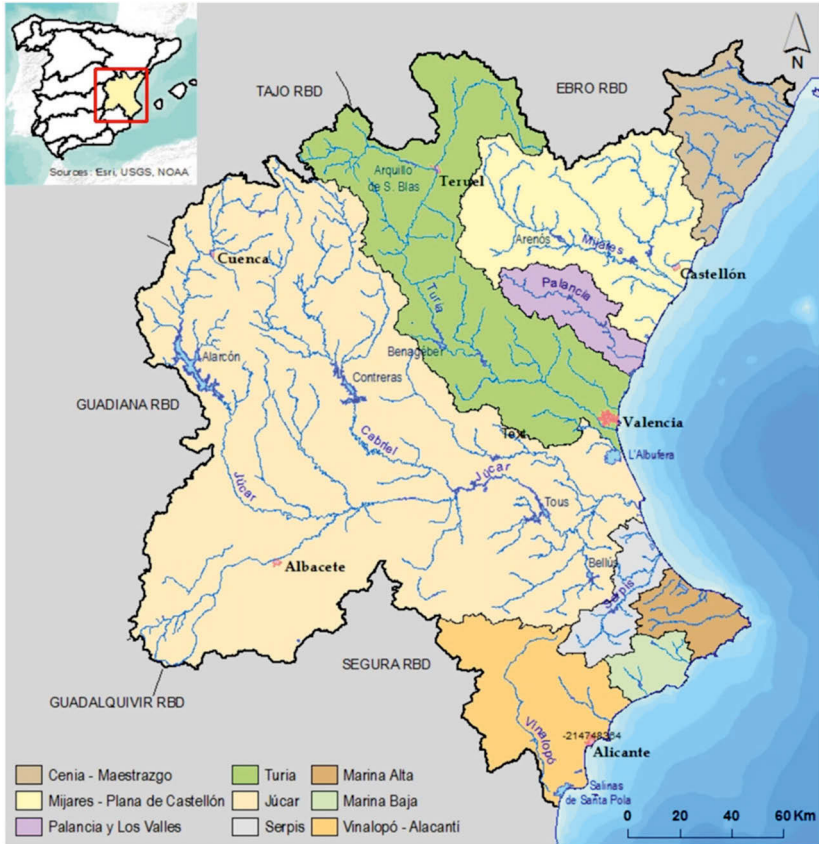 Sources: Esri, USGS, NOAA
N
TAJO RBD
EBRO RBD
Arquillo
de S. Blas
Teruel
Cuenca
Arenós
Mijares
Castellón
Palancia
Turia
Alarcón
Benagéber
Contreras
GUADIANA RBD
Valencia
L'Albufera
Cabriel
Júcar
Júcar
Tous
Albacete
Bellús
Serpis
SEGURA RBD
GUADALQUIVIR RBD
Vinalopó
Alicante
Salinas
de Santa Pola
Cenia - Maestrazgo
Mijares - Plana de Castellón
Palancia y Los Valles
Turia
Júcar
Serpis
Marina Alta
Marina Baja
Vinalopó - Alacantí
0 20 40 60 Km